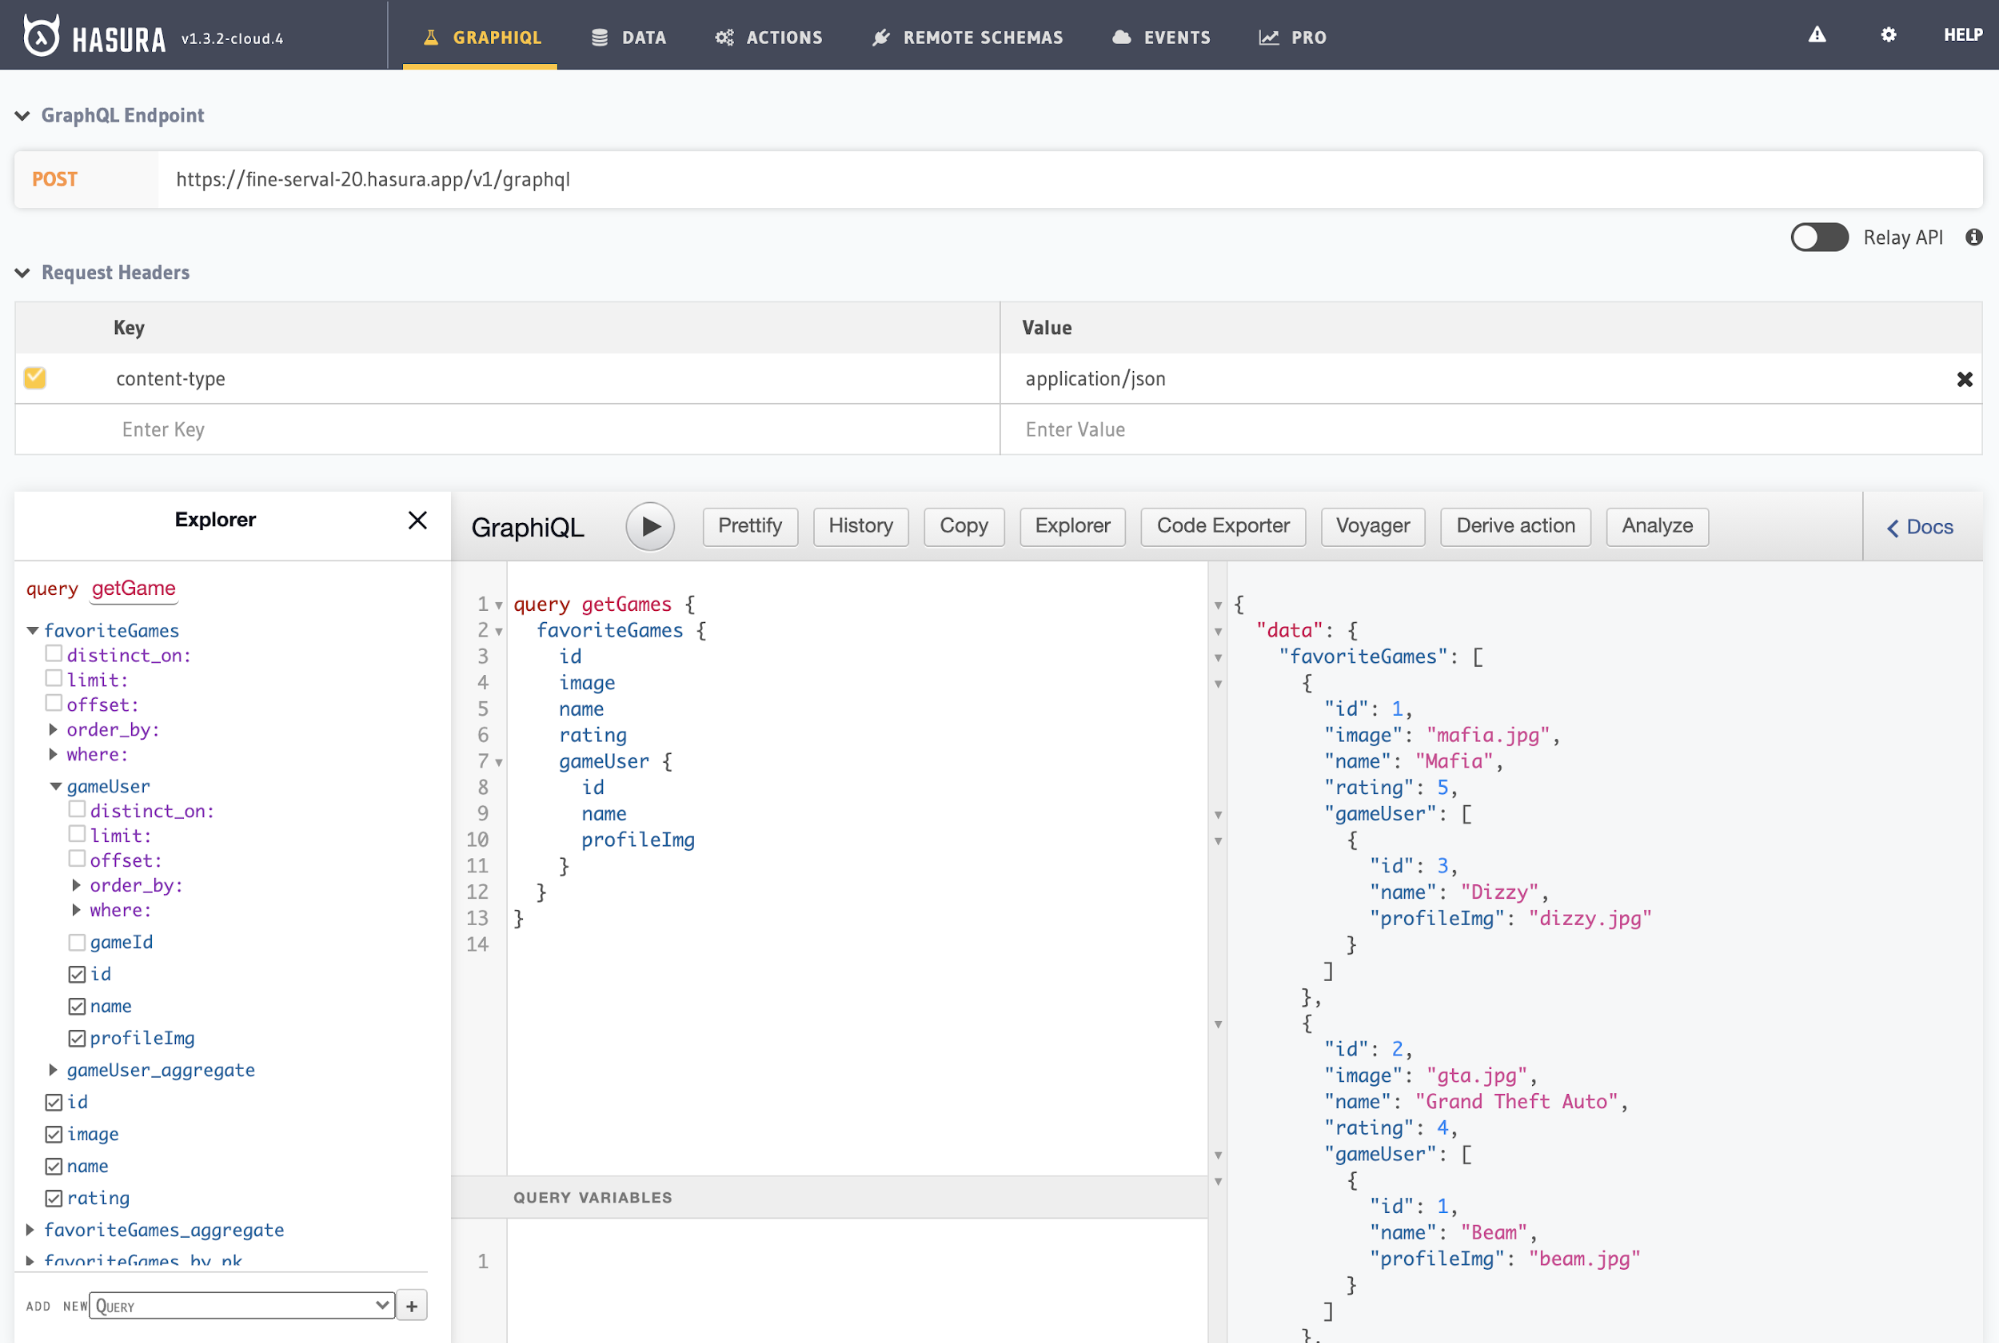 HASURA v1.3.2-cloud.4 GRAPHIQL DATA ACTIONS REMOTE SCHEMAS EVENTS PRO HELP
GraphQL Endpoint
POST https://fine-serval-20.hasura.app/v1/graphql
Relay API
Request Headers
Key Value
content-type application/json
Enter Key Enter Value
Explorer
query getGame
favoriteGames
distinct_on:
limit:
offset:
order_by:
where:
gameUser
distinct_on:
limit:
offset:
order_by:
where:
gameId
id
name
profileImg
gameUser_aggregate
id
image
name
rating
favoriteGames_aggregate
favoriteGames_by_pk
ADD NEW Query +
GraphiQL Prettify History Copy Explorer Code Exporter Voyager Derive action Analyze Docs
1 query getGames {
2 favoriteGames {
3 id
4 image
5 name
6 rating
7 gameUser {
8 id
9 name
10 profileImg
11 }
12 }
13 }
14
QUERY VARIABLES
1
{
"data": {
"favoriteGames": [
{
"id": 1,
"image": "mafia.jpg",
"name": "Mafia",
"rating": 5,
"gameUser": [
{
"id": 3,
"name": "Dizzy",
"profileImg": "dizzy.jpg"
}
]
},
{
"id": 2,
"image": "gta.jpg",
"name": "Grand Theft Auto",
"rating": 4,
"gameUser": [
{
"id": 1,
"name": "Beam",
"profileImg": "beam.jpg"
}
]
},